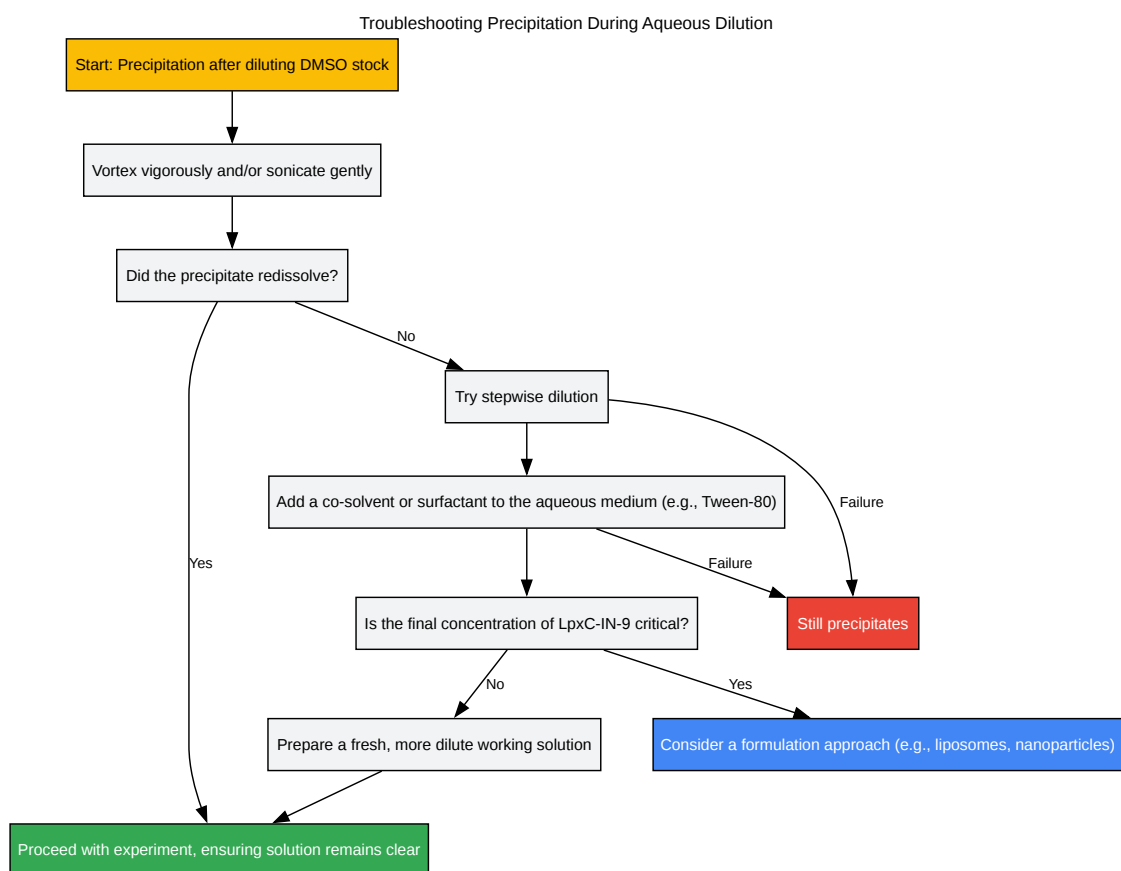 Troubleshooting Precipitation During Aqueous Dilution
Start: Precipitation after diluting DMSO stock
Vortex vigorously and/or sonicate gently
Did the precipitate redissolve?
No
Try stepwise dilution
Add a co-solvent or surfactant to the aqueous medium (e.g., Tween-80)
Failure
Yes
Failure
Is the final concentration of LpxC-IN-9 critical?
Still precipitates
No
Yes
Prepare a fresh, more dilute working solution
Consider a formulation approach (e.g., liposomes, nanoparticles)
Proceed with experiment, ensuring solution remains clear